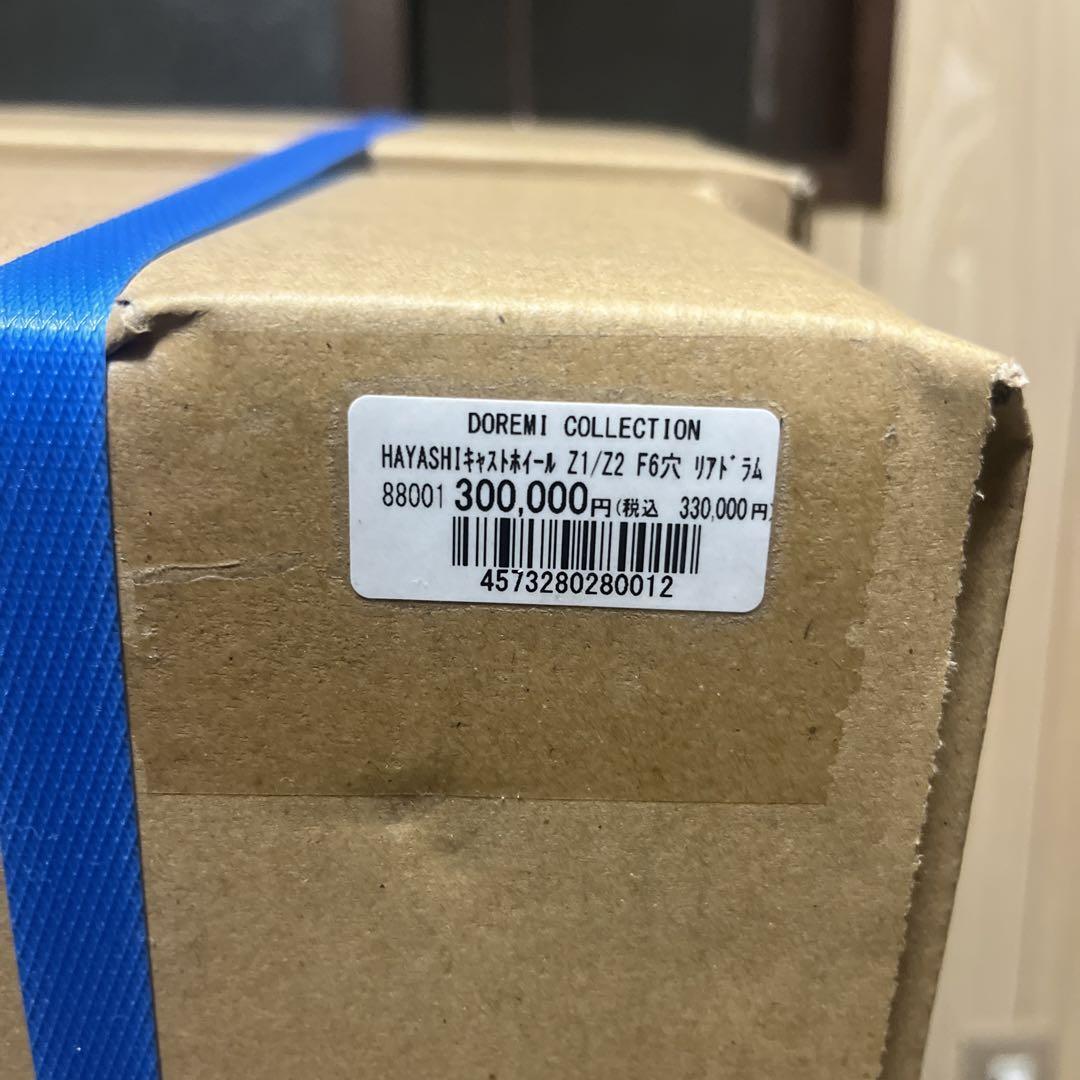 DOREMI COLLECTION
HAYASHIｷｬｽﾄﾎｲｰﾙ Z1/Z2 F6穴 ﾘｱﾄﾞﾗﾑ
88001 300,000円(税込 330,000円)
4573280280012